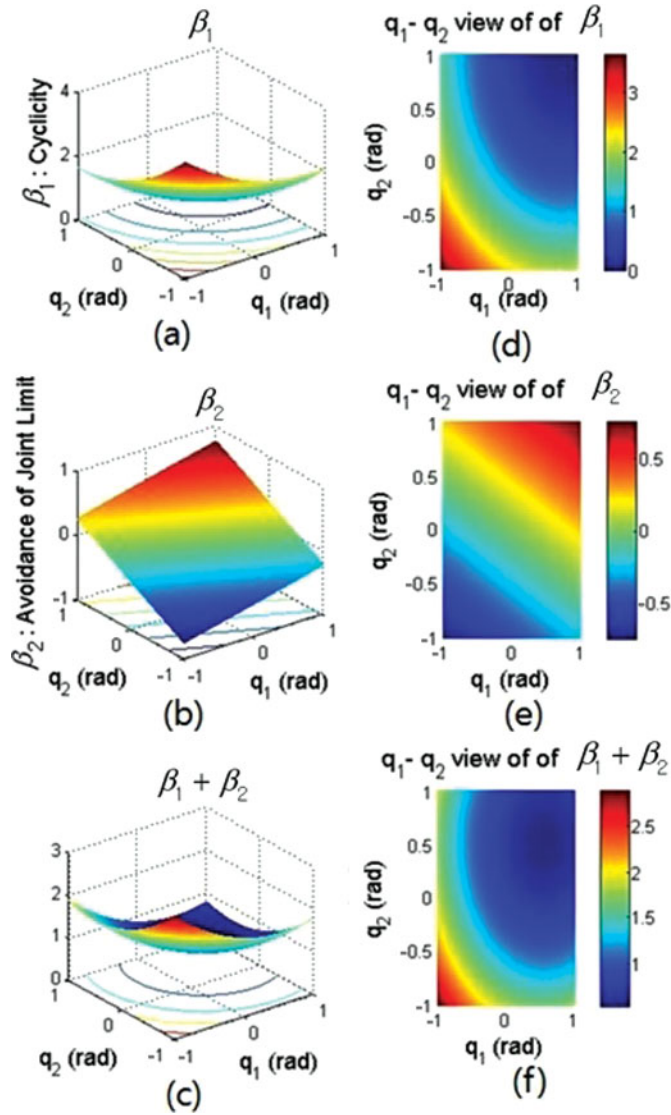 β₁
4
2
0
β₁ : Cyclicity
1
0
-1
-1
0
1
q₂ (rad)
q₁ (rad)
(a)
q₁- q₂ view of of β₁
1
0.5
0
-0.5
-1
q₂ (rad)
-1
0
1
q₁ (rad)
3
2
1
0
(d)
β₂
1
0
-1
β₂ : Avoidance of Joint Limit
1
0
-1
-1
0
1
q₂ (rad)
q₁ (rad)
(b)
q₁- q₂ view of of β₂
1
0.5
0
-0.5
-1
q₂ (rad)
-1
0
1
q₁ (rad)
0.5
0
-0.5
(e)
β₁ + β₂
3
2
1
0
1
0
-1
-1
0
1
q₂ (rad)
q₁ (rad)
(c)
q₁- q₂ view of of β₁ + β₂
1
0.5
0
-0.5
-1
q₂ (rad)
-1
0
1
q₁ (rad)
2.5
2
1.5
1
(f)